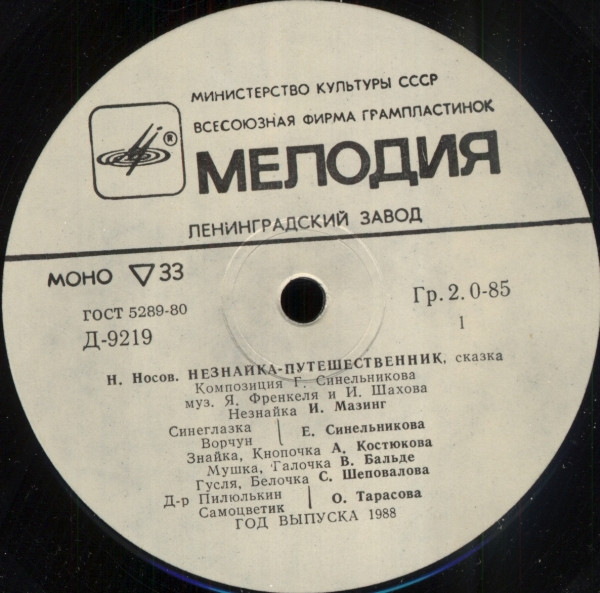 МИНИСТЕРСТВО КУЛЬТУРЫ СССР
ВСЕСОЮЗНАЯ ФИРМА ГРАМПЛАСТИНОК
®
МЕЛОДИЯ
ЛЕНИНГРАДСКИЙ ЗАВОД
МОНО 33
ГОСТ 5289-80
Гр.2. 0-85
Д-9219
1
Н. Носов. НЕЗНАЙКА-ПУТЕШЕСТВЕННИК, сказка
Композиция Г. Синельникова
муз. Я. Френкеля и И. Шахова
Незнайка И. Мазинг
Синеглазка
Ворчун
Е. Синельникова
Знайка, Кнопочка А. Костюкова
Мушка, Галочка В. Бальде
Гусля, Белочка С. Шеповалова
Д-р Пилюлькин
Самоцветик
О. Тарасова
ГОД ВЫПУСКА 1988